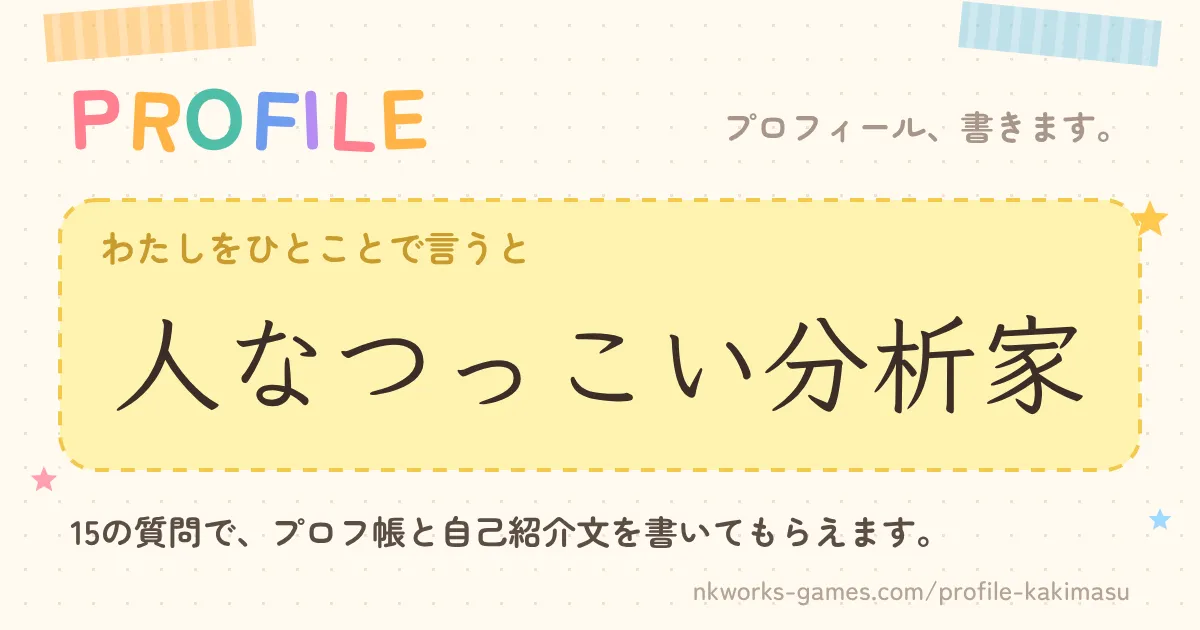 PROFILE
プロフィール、書きます。
わたしをひとことで言うと
人なつっこい分析家
15の質問で、プロフ帳と自己紹介文を書いてもらえます。
nkworks-games.com/profile-kakimasu